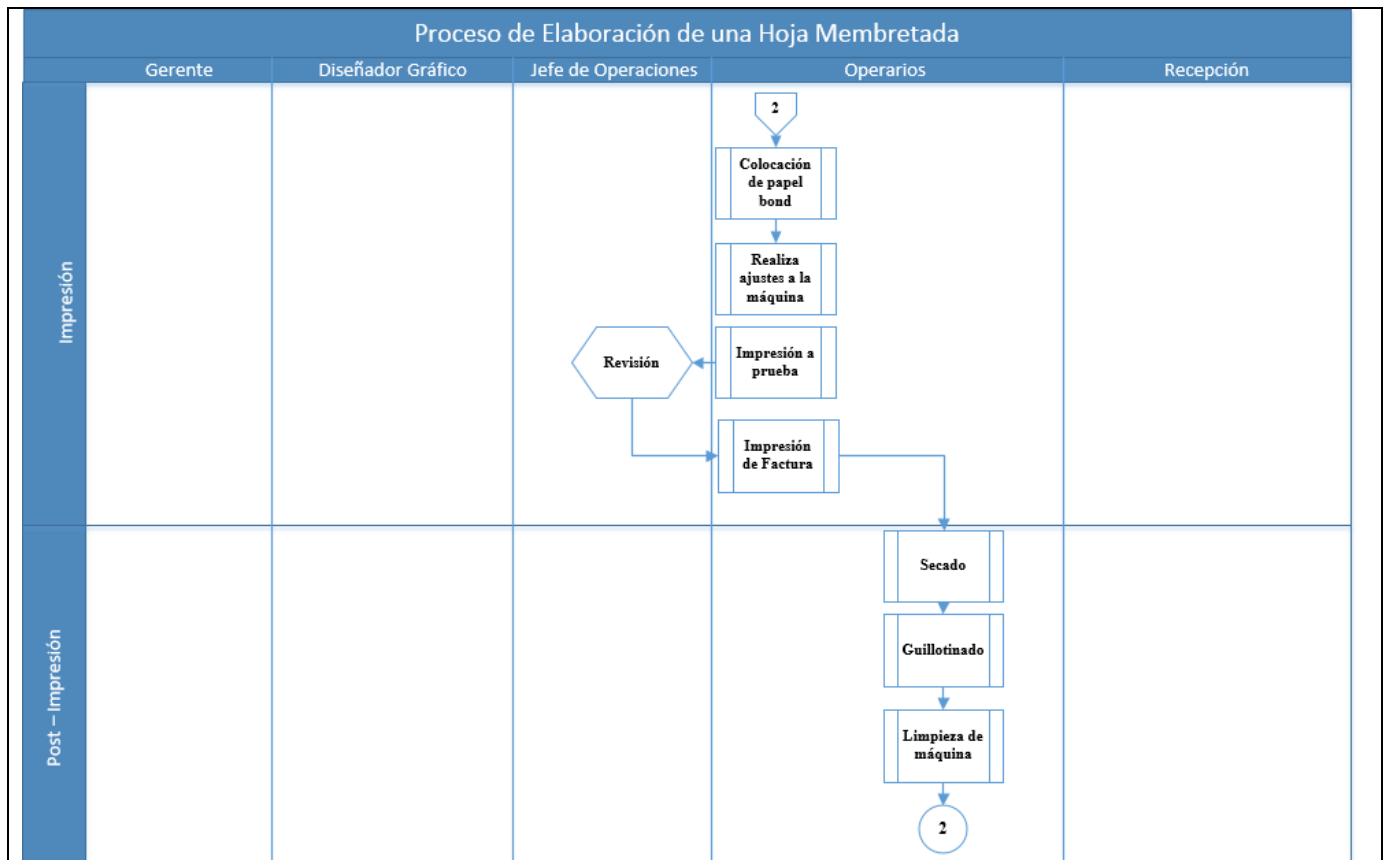 Proceso de Elaboración de una Hoja Membretada
Gerente
Diseñador Gráfico
Jefe de Operaciones
Operarios
Recepción
Impresión
2
Colocación
de papel
bond
Realiza
ajustes a la
máquina
Revisión
Impresión a
prueba
Impresión
de Factura
Post – Impresión
Secado
Guillotinado
Limpieza de
máquina
2